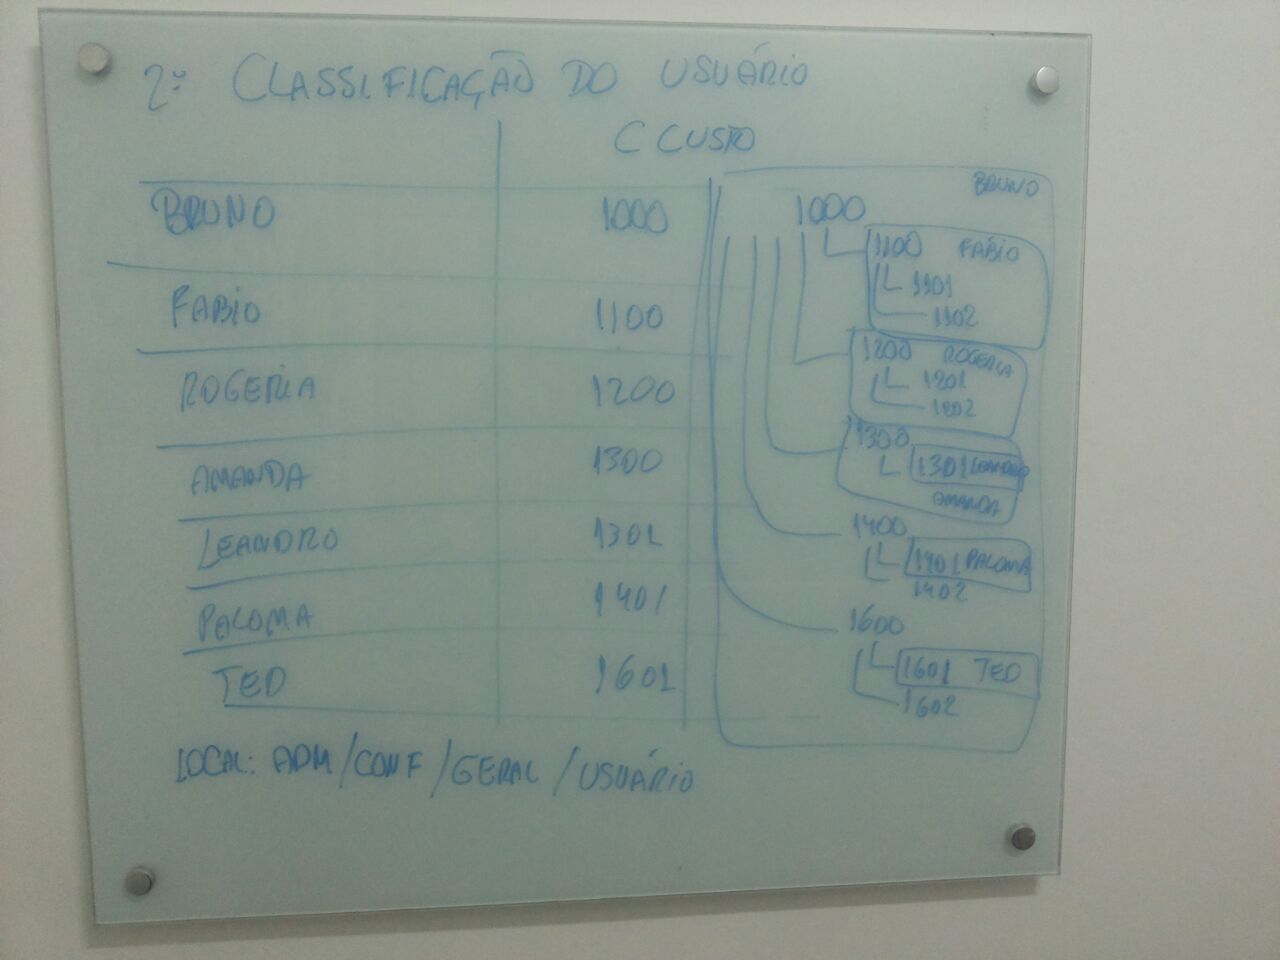 2º CLASSIFICAÇÃO DO USUÁRIO
C CUSTO
BRUNO 1000
FABIO 1100
ROGERIA 1200
AMANDA 1300
LEANDRO 1301
PALOMA 1401
TED 1601
BRUNO
1000
1100 FÁBIO
1101
1102
1200 ROGERIA
1201
1202
1300
1301 LEANDRO
AMANDA
1400
1401 PALOMA
1402
1600
1601 TED
1602
LOCAL: ADM/CONF/GERAL/USUÁRIO